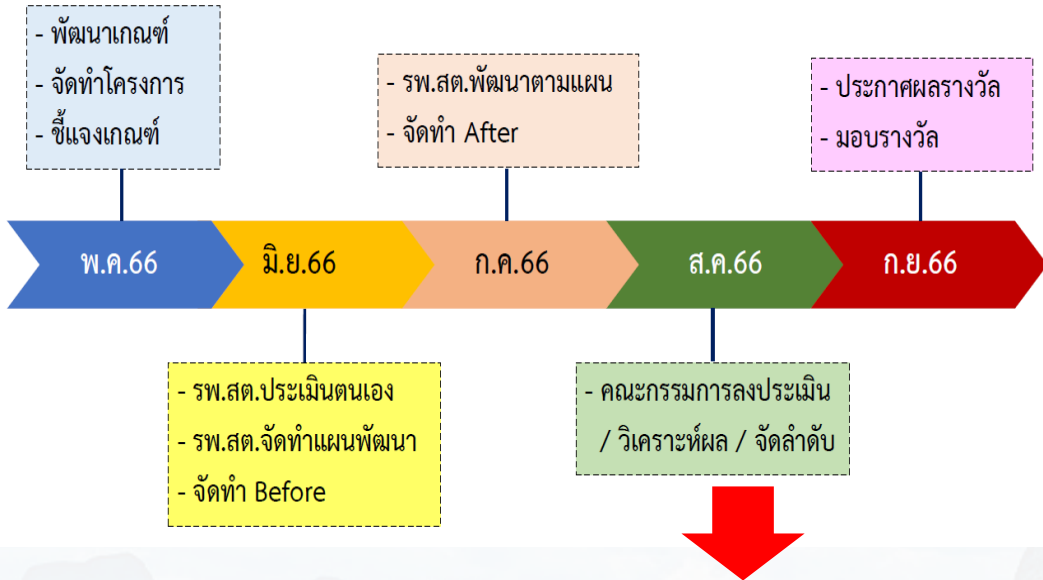 - พัฒนาเกณฑ์
- จัดทำโครงการ
- ชี้แจงเกณฑ์
- รพ.สต.พัฒนาตามแผน
- จัดทำ After
- ประกาศผลรางวัล
- มอบรางวัล
พ.ค.66
มิ.ย.66
ก.ค.66
ส.ค.66
ก.ย.66
- รพ.สต.ประเมินตนเอง
- รพ.สต.จัดทำแผนพัฒนา
- จัดทำ Before
- คณะกรรมการลงประเมิน
/ วิเคราะห์ผล / จัดลำดับ